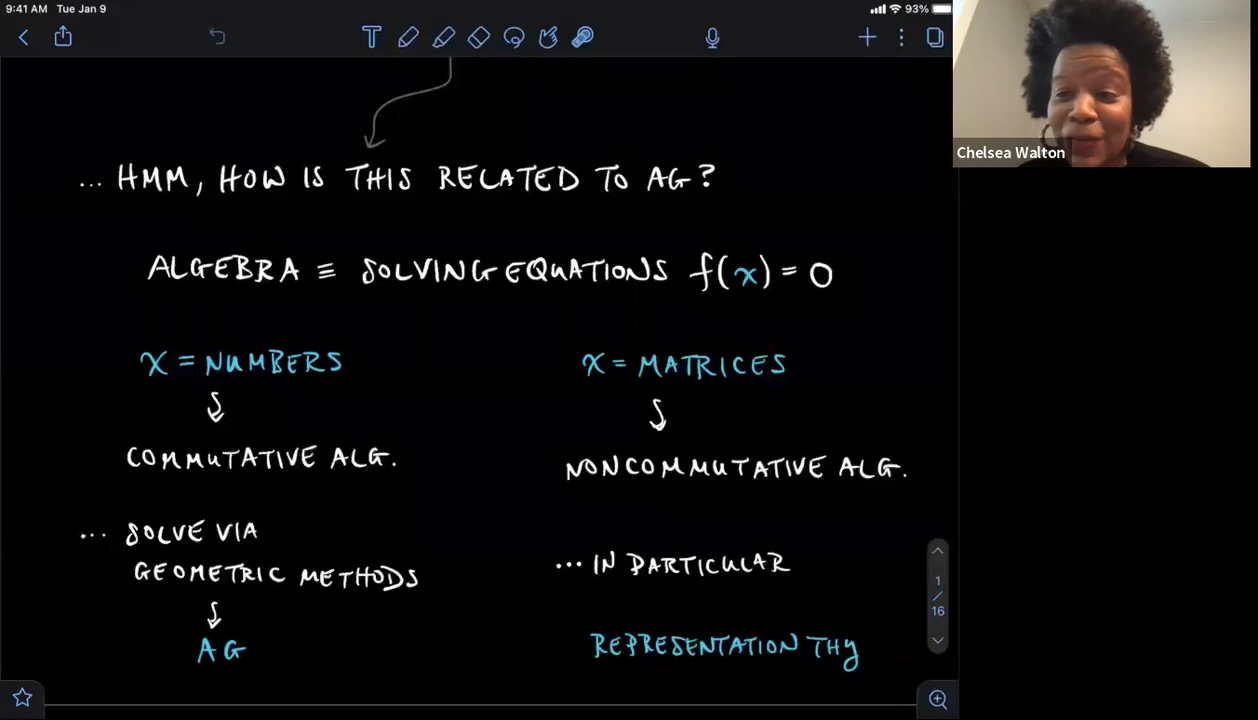 9:41 AM Tue Jan 9
93%
... HMM, HOW IS THIS RELATED TO AG?
ALGEBRA ≡ SOLVING EQUATIONS f(x) = 0
x = NUMBERS
x = MATRICES
COMMUTATIVE ALG.
NONCOMMUTATIVE ALG.
... SOLVE VIA
GEOMETRIC METHODS
... IN PARTICULAR
AG
REPRESENTATION THY
1
/
16
Chelsea Walton